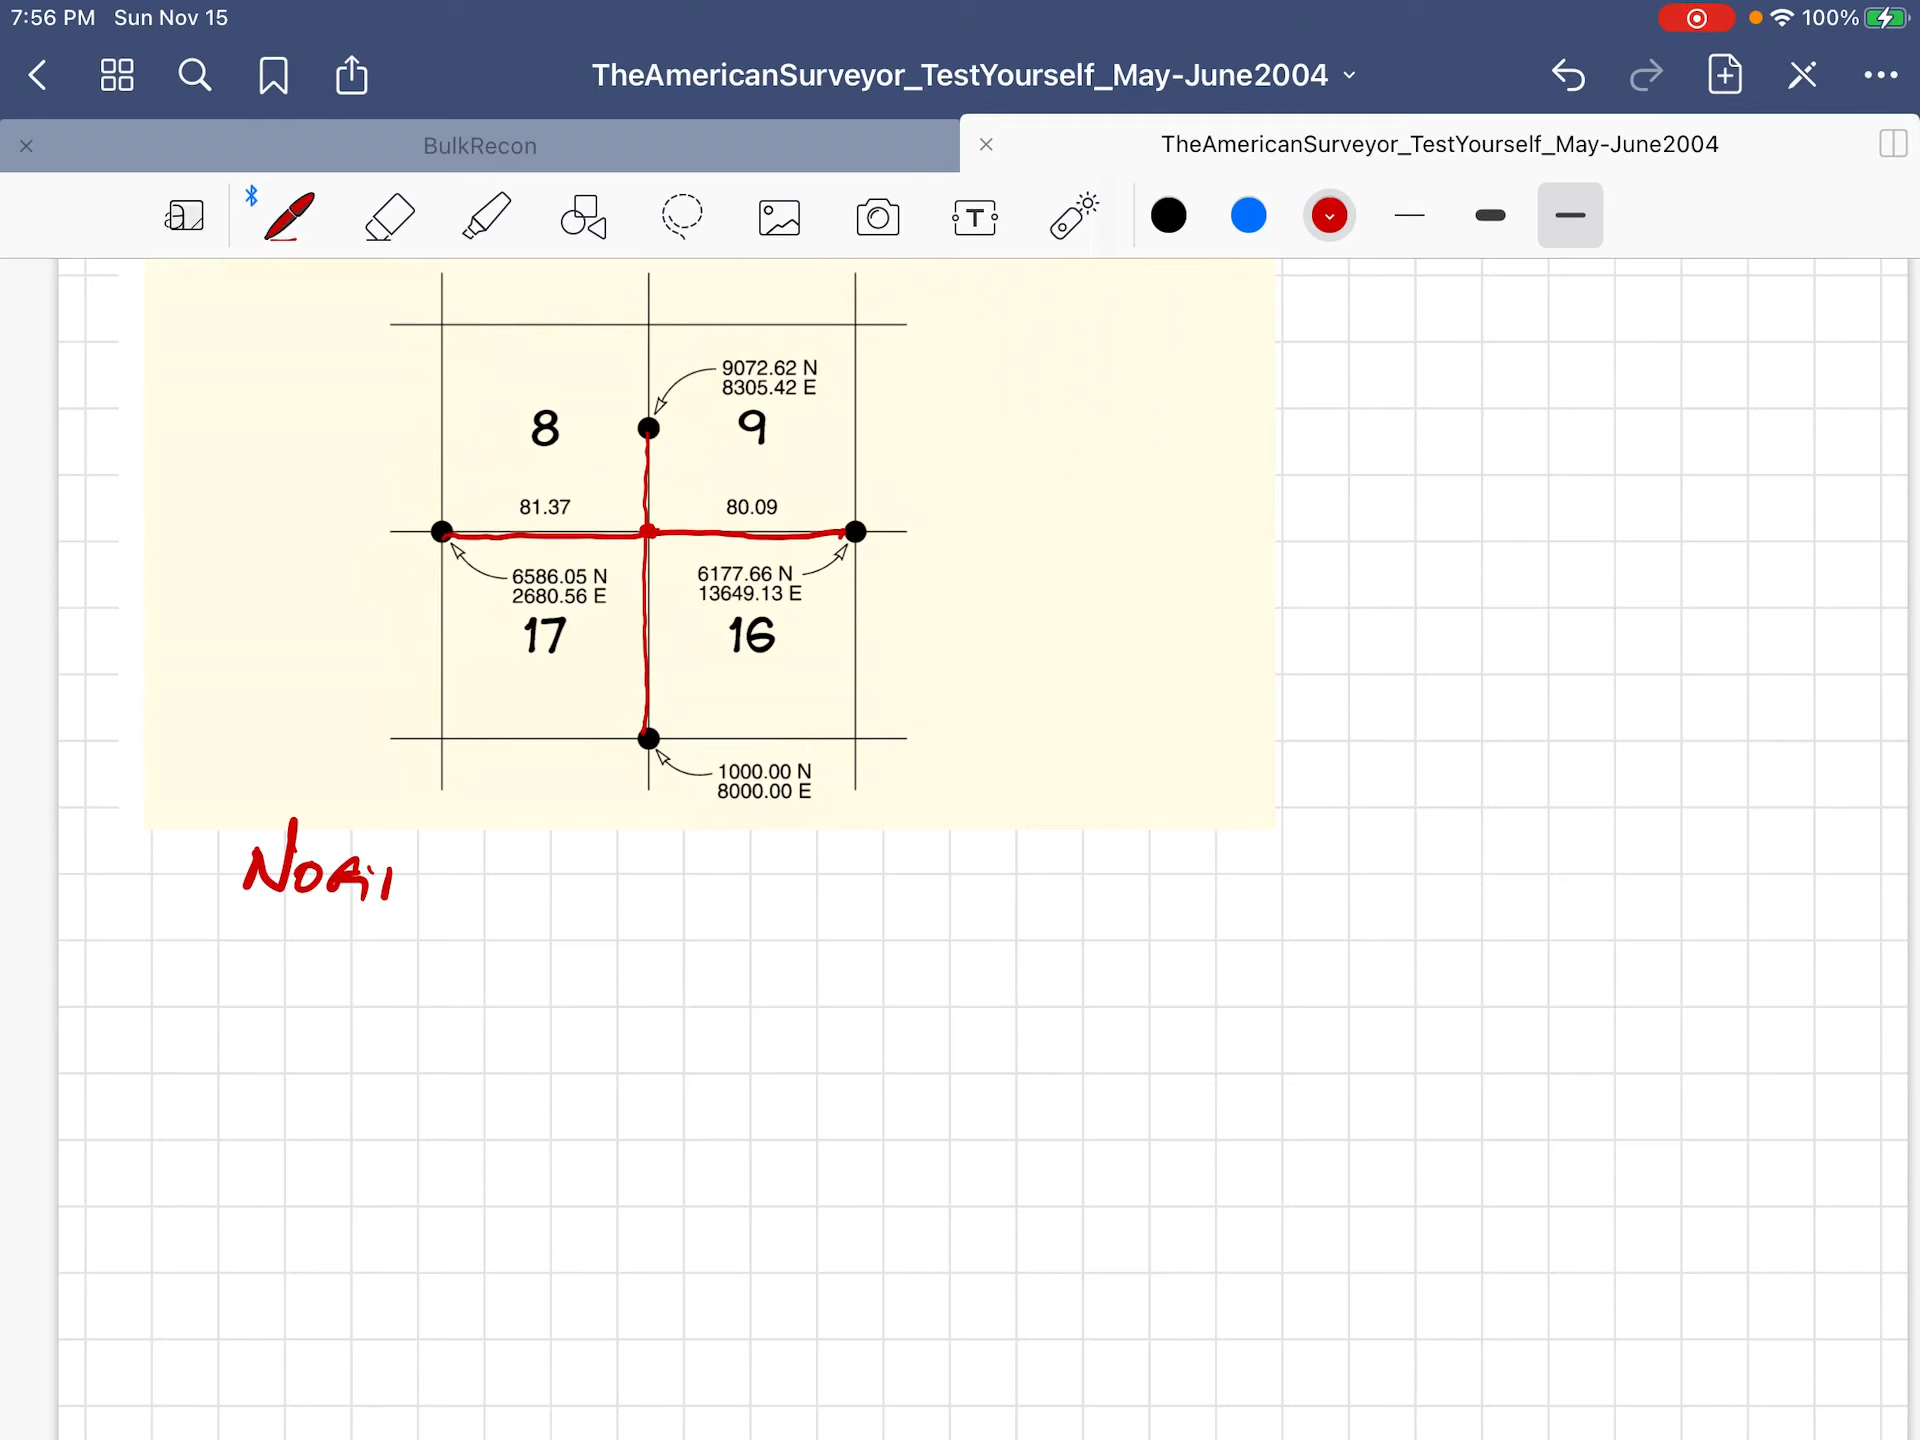 7:56 PM Sun Nov 15
100%
TheAmericanSurveyor_TestYourself_May-June2004
BulkRecon
TheAmericanSurveyor_TestYourself_May-June2004
a
T
9072.62 N
8305.42 E
8
9
81.37
80.09
6586.05 N
2680.56 E
6177.66 N
13649.13 E
17
16
1000.00 N
8000.00 E